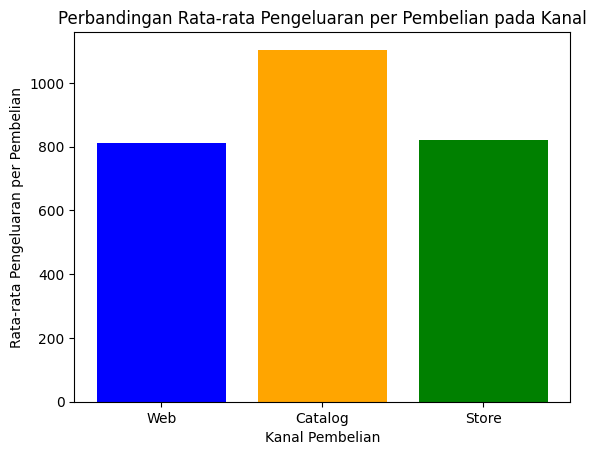 Perbandingan Rata-rata Pengeluaran per Pembelian pada Kanal
Rata-rata Pengeluaran per Pembelian
1000
800
600
400
200
0
Web Catalog Store
Kanal Pembelian